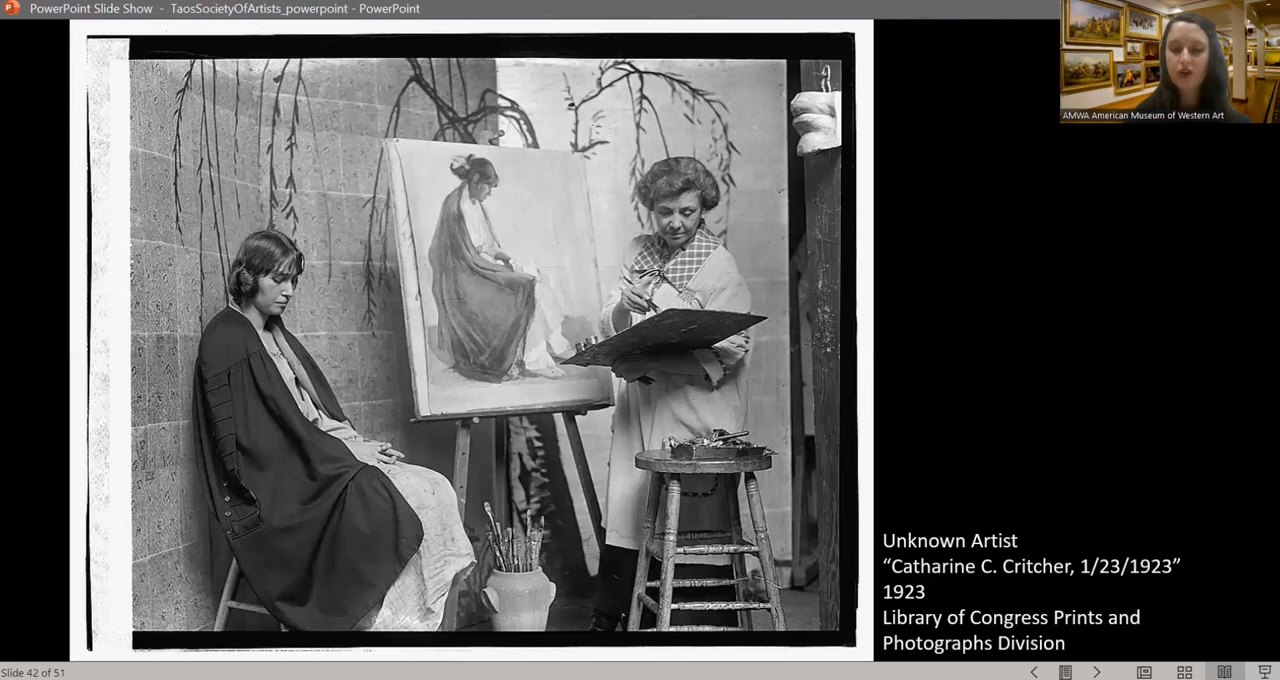 PowerPoint Slide Show - TaosSocietyOfArtists_powerpoint - PowerPoint
AMWA American Museum of Western Art
Unknown Artist
“Catharine C. Critcher, 1/23/1923”
1923
Library of Congress Prints and
Photographs Division
Slide 42 of 51